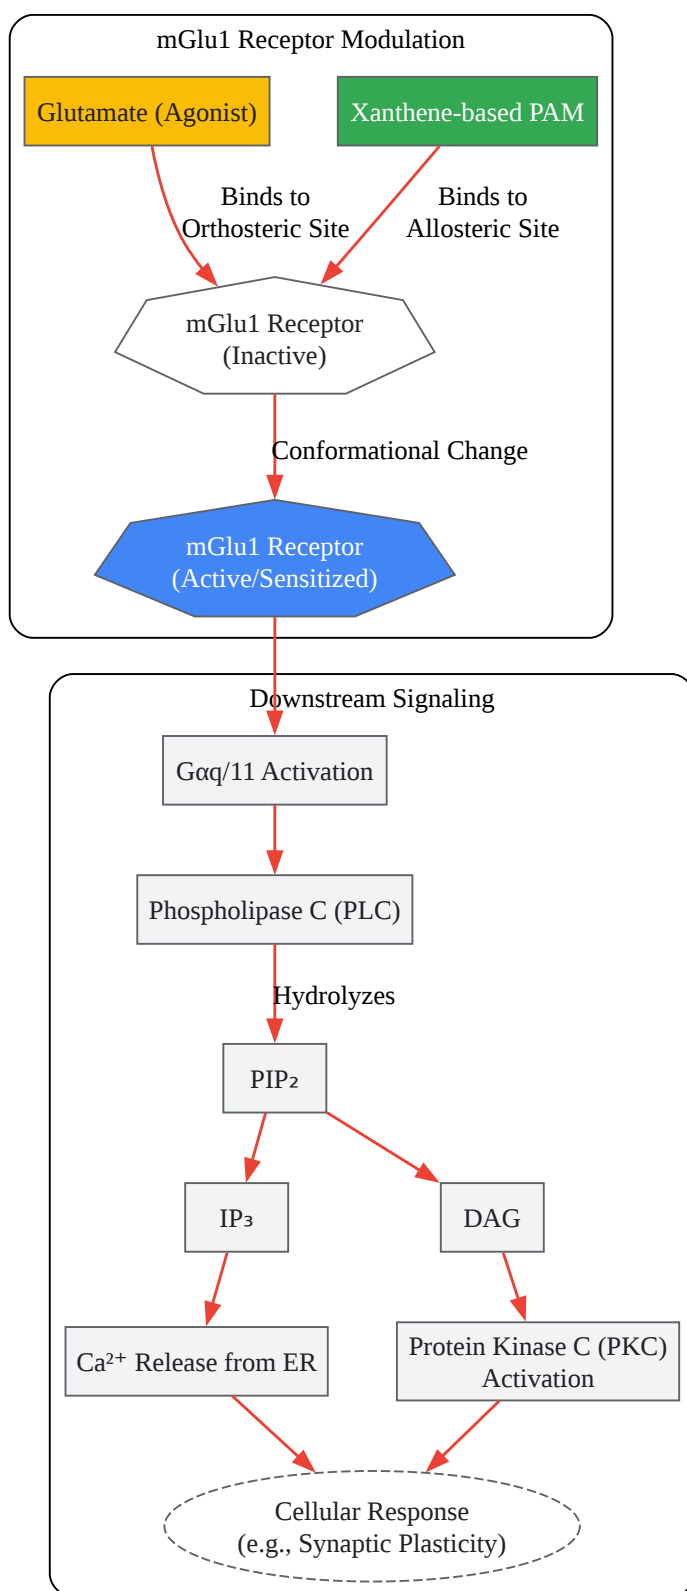 mGlu1 Receptor Modulation
Glutamate (Agonist)
Xanthene-based PAM
Binds to
Orthosteric Site
Binds to
Allosteric Site
mGlu1 Receptor
(Inactive)
Conformational Change
mGlu1 Receptor
(Active/Sensitized)
Downstream Signaling
Gαq/11 Activation
Phospholipase C (PLC)
Hydrolyzes
PIP₂
IP₃
DAG
Ca²⁺ Release from ER
Protein Kinase C (PKC)
Activation
Cellular Response
(e.g., Synaptic Plasticity)